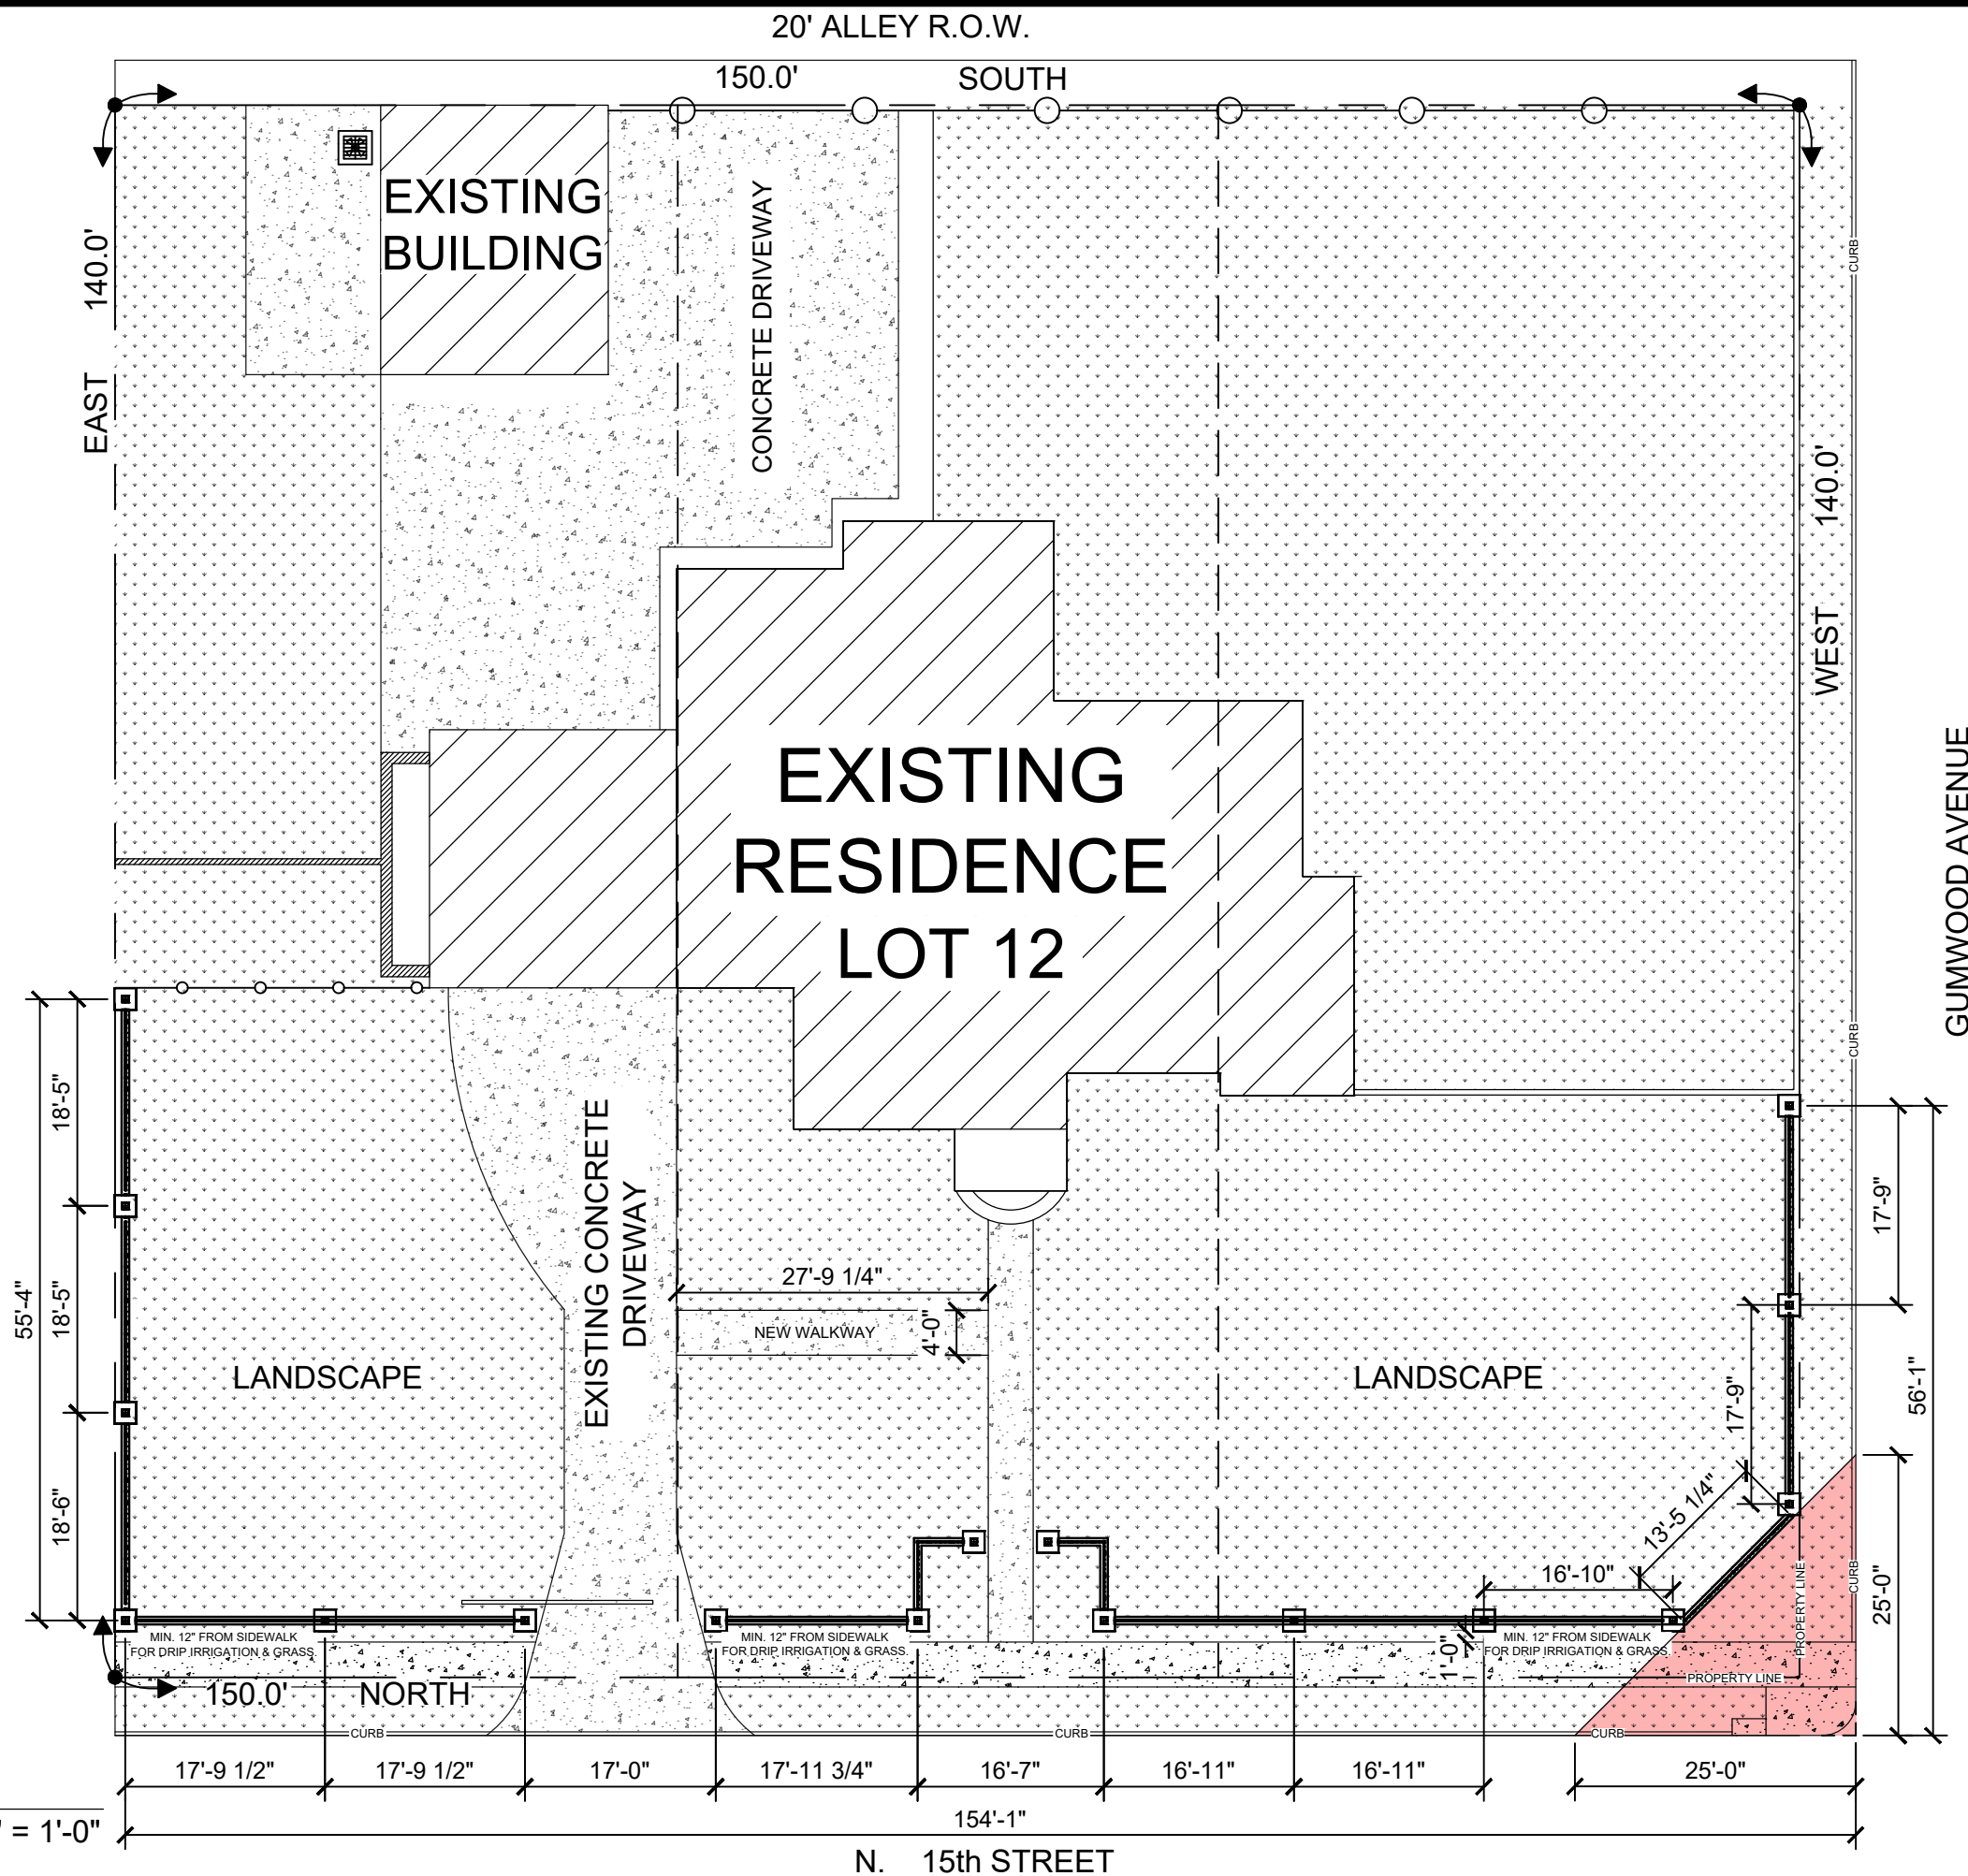 20' ALLEY R.O.W.
150.0' SOUTH
EXISTING
BUILDING
CONCRETE DRIVEWAY
EAST 140.0'
CURB
WEST 140.0'
GUMWOOD AVENUE
EXISTING
RESIDENCE
LOT 12
CURB
18'-5"
18'-5"
18'-6"
55'-4"
EXISTING CONCRETE
DRIVEWAY
27'-9 1/4"
NEW WALKWAY
4'-0"
LANDSCAPE
LANDSCAPE
17'-9"
17'-9"
56'-1"
13'-5 1/4"
16'-10"
25'-0"
CURB
PROPERTY LINE
PROPERTY LINE
1'-0"
MIN. 12" FROM SIDEWALK
FOR DRIP IRRIGATION & GRASS.
MIN. 12" FROM SIDEWALK
FOR DRIP IRRIGATION & GRASS.
MIN. 12" FROM SIDEWALK
FOR DRIP IRRIGATION & GRASS.
150.0' NORTH
CURB
CURB
CURB
17'-9 1/2"
17'-9 1/2"
17'-0"
17'-11 3/4"
16'-7"
16'-11"
16'-11"
25'-0"
154'-1"
" = 1'-0"
N. 15th STREET